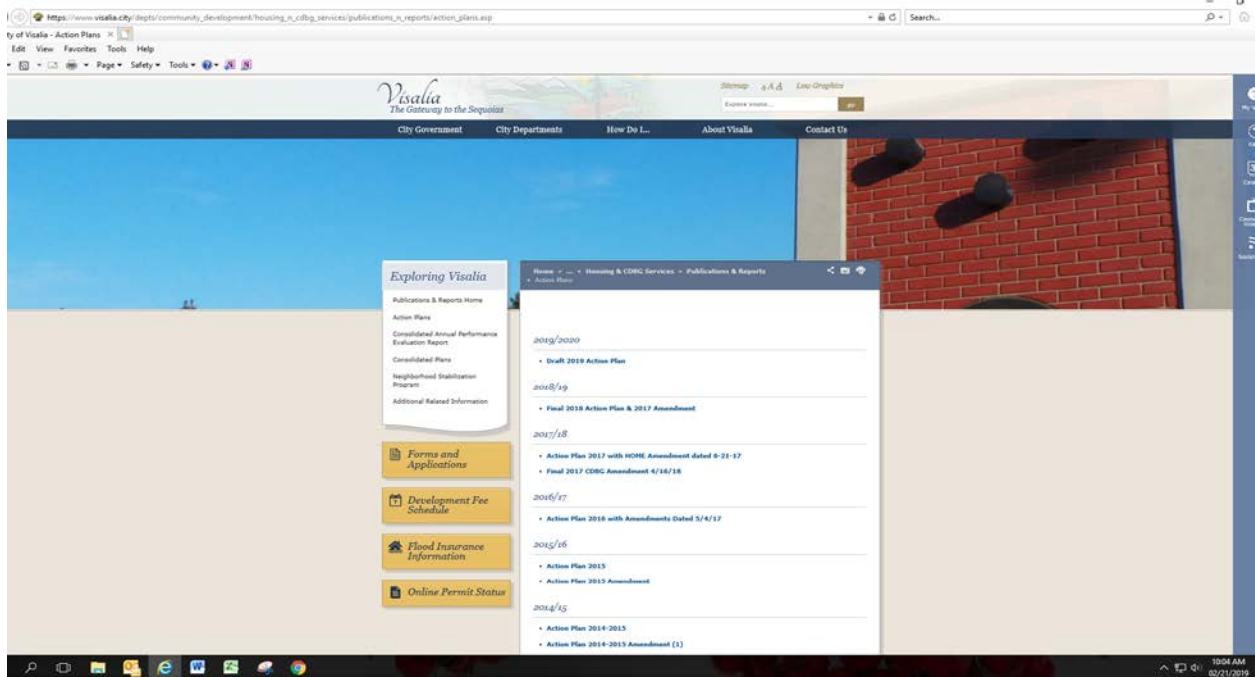 https://www.visalia.city/depts/community_development/housing_n_cdbg_services/publications_n_reports/action_plans.asp
Search...
ty of Visalia - Action Plans
Edit View Favorites Tools Help
Page Safety Tools
Visalia
The Gateway to the Sequoias
Sitemap A A A Low Graphics
Explore Visalia...
go
City Government City Departments How Do I... About Visalia Contact Us
Exploring Visalia
Publications & Reports Home
Action Plans
Consolidated Annual Performance
Evaluation Report
Consolidated Plans
Neighborhood Stabilization
Program
Additional Related Information
Forms and
Applications
Development Fee
Schedule
Flood Insurance
Information
Online Permit Status
Home ... Housing & CDBG Services Publications & Reports
Action Plans
2019/2020
• Draft 2019 Action Plan
2018/19
• Final 2018 Action Plan & 2017 Amendment
2017/18
• Action Plan 2017 with HOME Amendment dated 6-21-17
• Final 2017 CDBG Amendment 4/16/18
2016/17
• Action Plan 2016 with Amendments Dated 5/4/17
2015/16
• Action Plan 2015
• Action Plan 2015 Amendment
2014/15
• Action Plan 2014-2015
• Action Plan 2014-2015 Amendment (1)
10:04 AM
02/21/2019